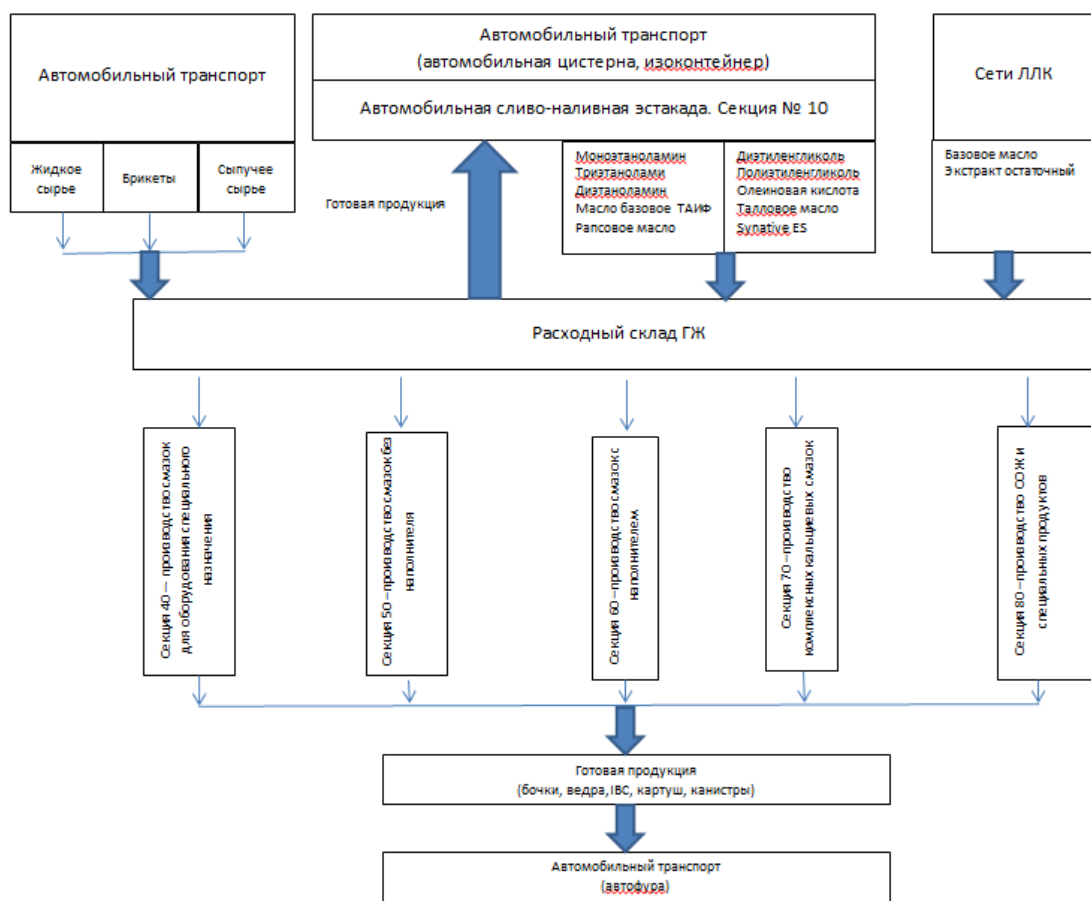 Автомобильный транспорт
Жидкое
сырье
Брикеты
Сыпучее
сырье
Автомобильный транспорт
(автомобильная цистерна, изоконтейнер)
Автомобильная сливо-наливная эстакада. Секция № 10
Готовая продукция
Моноэтаноламин
Триэтанолами
Диэтаноламин
Масло базовое ТАИФ
Рапсовое масло
Диэтиленгликоль
Полиэтиленгликоль
Олеиновая кислота
Талловое масло
Synative ES
Сети ЛЛК
Базовое масло
Экстракт остаточный
Расходный склад ГЖ
Секция 40 — производство смазок
для оборудования специального
назначения
Секция 50 – производство смазок без
наполнителя
Секция 60 – производство смазок с
наполнителем
Секция 70 – производство
комплексных кальциевых смазок
Секция 80 – производство СОЖ и
специальных продуктов
Готовая продукция
(бочки, ведра,IBC, картуш, канистры)
Автомобильный транспорт
(автофура)